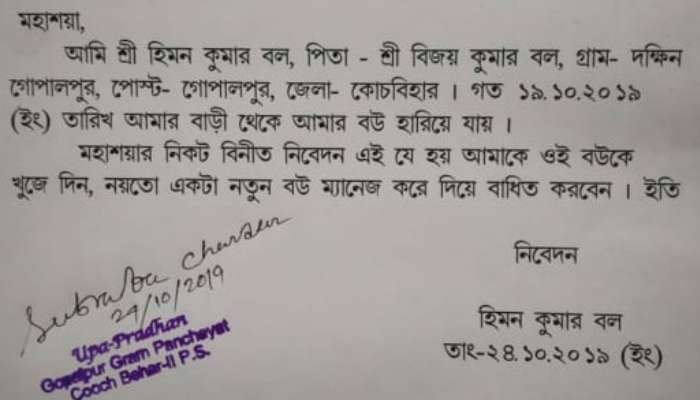 মহাশয়া,
আমি শ্রী হিমন কুমার বল, পিতা - শ্রী বিজয় কুমার বল, গ্রাম- দক্ষিন
গোপালপুর, পোস্ট- গোপালপুর, জেলা- কোচবিহার । গত ১৯.১০.২০১৯
(ইং) তারিখ আমার বাড়ী থেকে আমার বউ হারিয়ে যায় ।
মহাশয়ার নিকট বিনীত নিবেদন এই যে হয় আমাকে ওই বউকে
খুজে দিন, নয়তো একটা নতুন বউ ম্যানেজ করে দিয়ে বাধিত করবেন । ইতি
নিবেদন
হিমন কুমার বল
তাং-২৪.১০.২০১৯ (ইং)
24/10/2019
Upa-Pradhan
Gopalpur Gram Panchayat
Cooch Behar-II P.S.